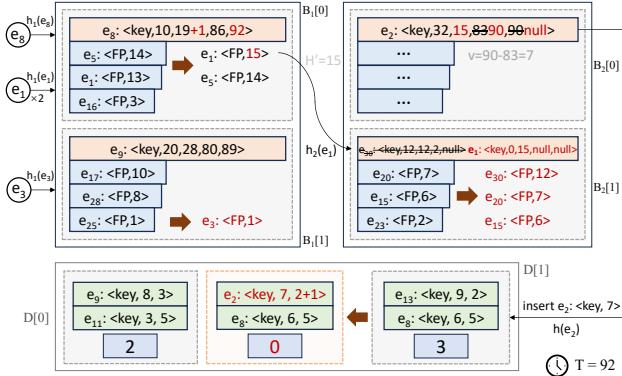 h₁(e₈)
e₈
e₈: <key,10,19+1,86,92>
B₁[0]
e₅: <FP,14>
e₁: <FP,13>
e₁₆: <FP,3>
e₁: <FP,15>
e₅: <FP,14>
H'=15
h₁(e₁)
e₁
×2
h₁(e₃)
e₃
e₉: <key,20,28,80,89>
e₁₇: <FP,10>
e₂₈: <FP,8>
e₂₅: <FP,1>
e₃: <FP,1>
B₁[1]
h₂(e₁)
e₂: <key,32,15,8390,90null>
...
...
...
v=90-83=7
B₂[0]
e₃₀: <key,12,12,2,null> e₁: <key,0,15,null,null>
e₂₀: <FP,7>
e₁₅: <FP,6>
e₂₃: <FP,2>
e₃₀: <FP,12>
e₂₀: <FP,7>
e₁₅: <FP,6>
B₂[1]
D[0]
D[1]
e₉: <key, 8, 3>
e₁₁: <key, 3, 5>
2
e₂: <key, 7, 2+1>
e₈: <key, 6, 5>
0
e₁₃: <key, 9, 2>
e₈: <key, 6, 5>
3
insert e₂: <key, 7>
h(e₂)
T = 92